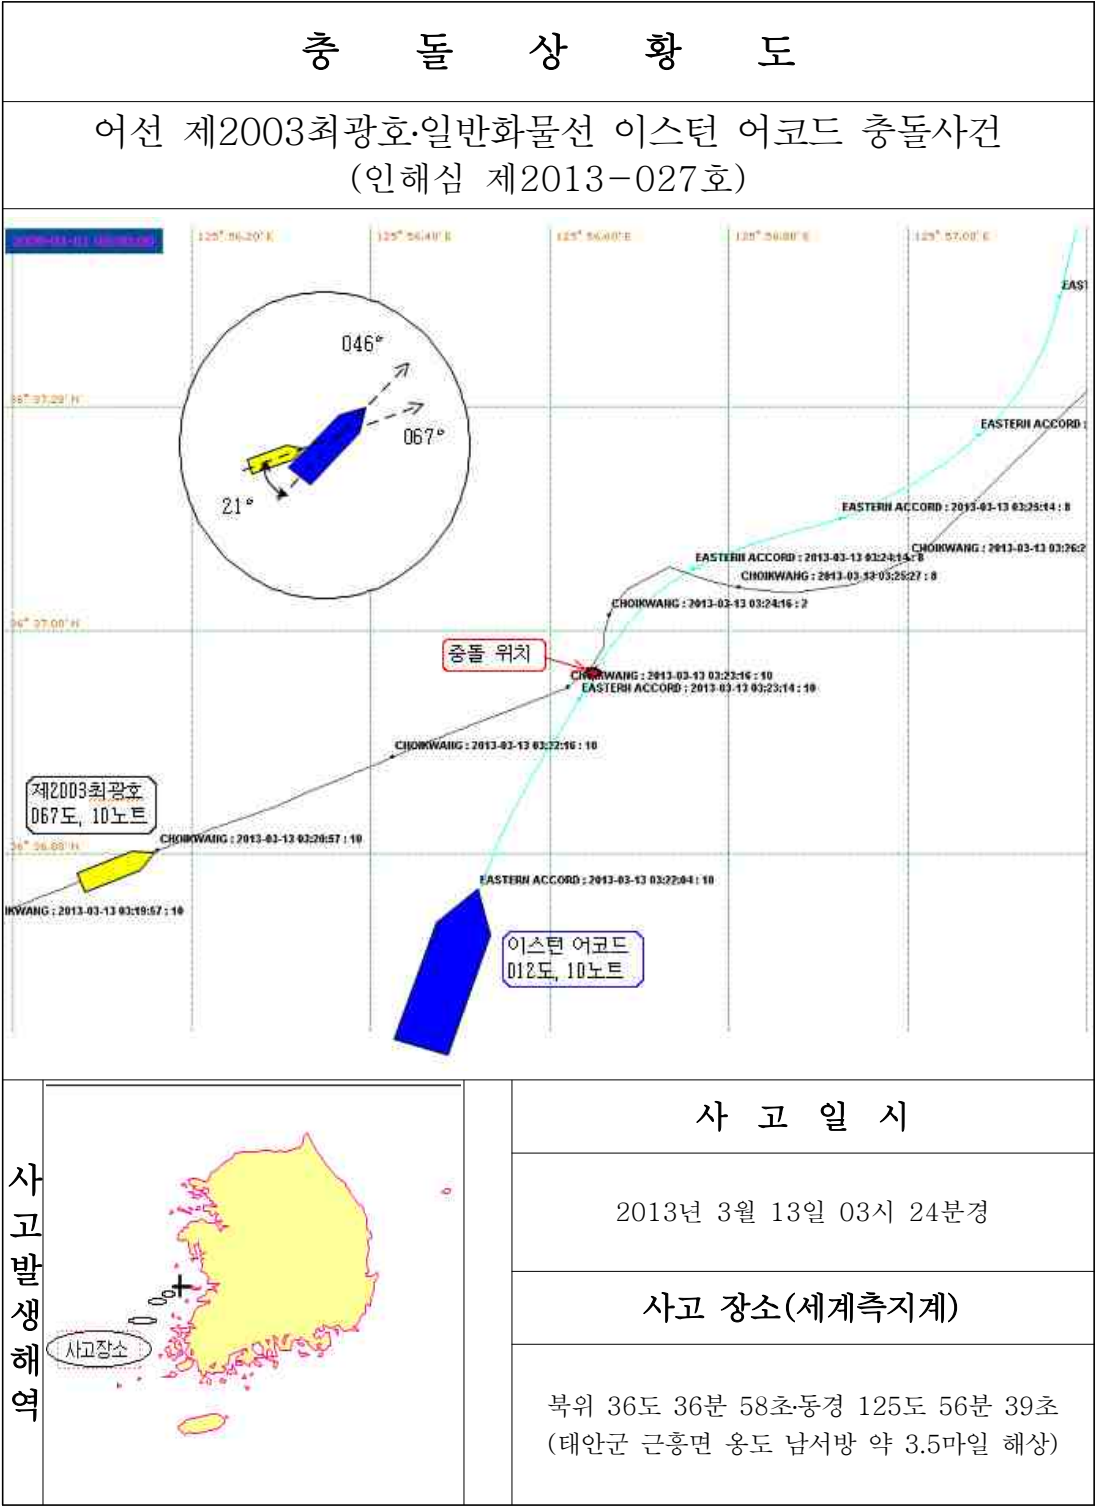 충 돌 상 황 도
어선 제2003최광호·일반화물선 이스턴 어코드 충돌사건
(인해심 제2013-027호)
125° 56.20' E
125° 56.40' E
125° 56.60' E
125° 56.80' E
125° 57.00' E
EAST
046°
36° 37.20' N
067°
EASTERN ACCORD :
21°
EASTERN ACCORD : 2013-03-13 03:25:14 : 8
CHOIKWANG : 2013-03-13 03:26:2
EASTERN ACCORD : 2013-03-13 03:24:14 : 8
CHOIKWANG : 2013-03-13 03:25:27 : 8
CHOIKWANG : 2013-03-13 03:24:16 : 2
36° 37.00' N
충돌 위치
CHOIKWANG : 2013-03-13 03:23:16 : 10
EASTERN ACCORD : 2013-03-13 03:23:14 : 10
CHOIKWANG : 2013-03-13 03:22:16 : 10
제2003최광호
067도, 10노트
CHOIKWANG : 2013-03-13 03:20:57 : 10
36° 36.80' N
EASTERN ACCORD : 2013-03-13 03:22:04 : 10
IKWANG : 2013-03-13 03:19:57 : 10
이스턴 어코드
012도, 10노트
사고발생해역
사고장소
사 고 일 시
2013년 3월 13일 03시 24분경
사고 장소(세계측지계)
북위 36도 36분 58초·동경 125도 56분 39초
(태안군 근흥면 옹도 남서방 약 3.5마일 해상)